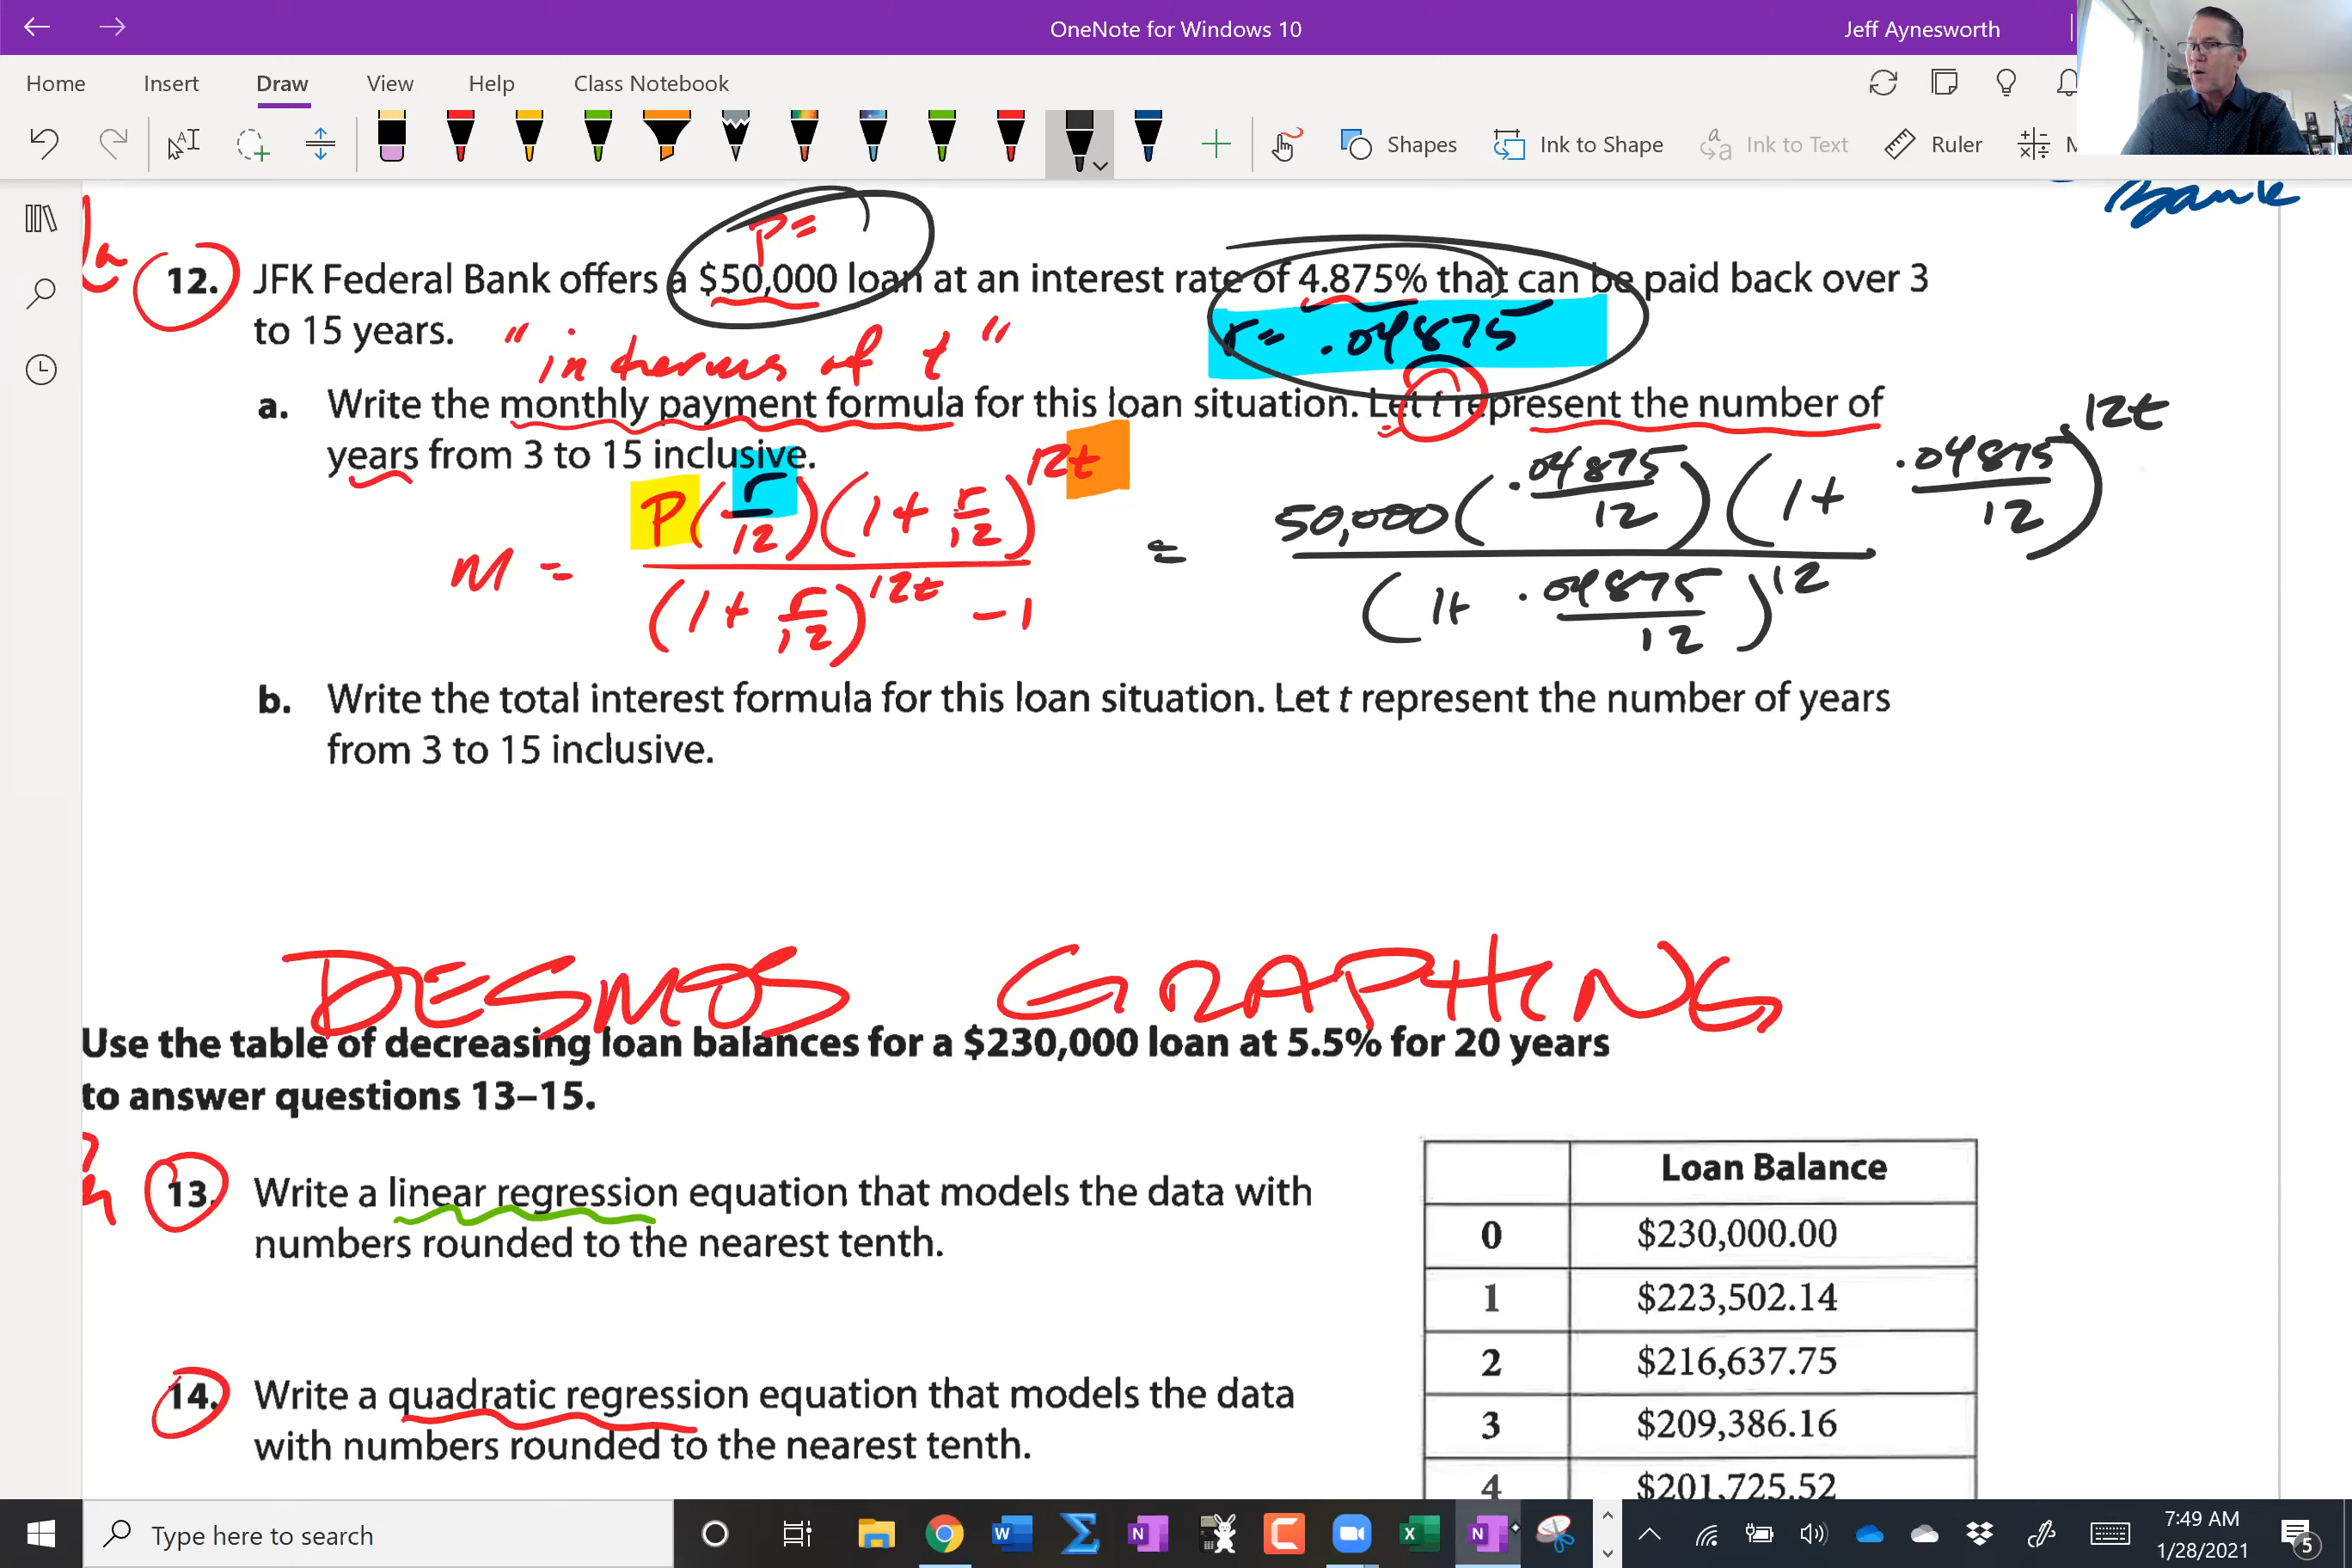 OneNote for Windows 10
Jeff Aynesworth
Home Insert Draw View Help Class Notebook
Shapes Ink to Shape Ink to Text Ruler M
Bank
P=
12. JFK Federal Bank offers a $50,000 loan at an interest rate of 4.875% that can be paid back over 3
to 15 years.
"in terms of t"
r= .04875
a. Write the monthly payment formula for this loan situation. Let t represent the number of
years from 3 to 15 inclusive.
M = P(r/12)(1+ r/12)^12t / (1+ r/12)^12t -1 = 50,000(.04875/12)(1+ .04875/12)^12t / (1+ .04875/12)^12
b. Write the total interest formula for this loan situation. Let t represent the number of years
from 3 to 15 inclusive.
DESMOS GRAPHING
Use the table of decreasing loan balances for a $230,000 loan at 5.5% for 20 years
to answer questions 13–15.
13. Write a linear regression equation that models the data with
numbers rounded to the nearest tenth.
14. Write a quadratic regression equation that models the data
with numbers rounded to the nearest tenth.
Loan Balance
0 $230,000.00
1 $223,502.14
2 $216,637.75
3 $209,386.16
4 $201,725.52
Type here to search
7:49 AM
1/28/2021
5